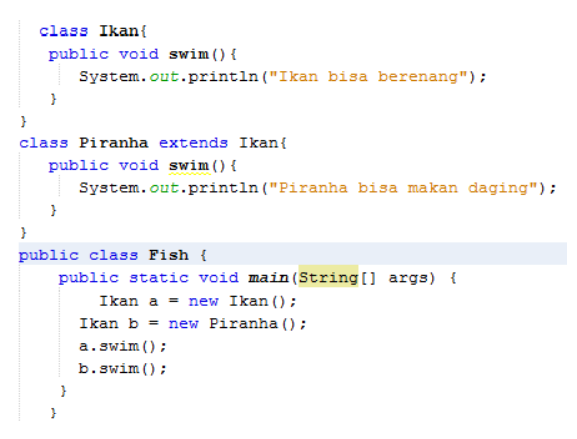 class Ikan{
public void swim(){
System.out.println("Ikan bisa berenang");
}
}
class Piranha extends Ikan{
public void swim(){
System.out.println("Piranha bisa makan daging");
}
}
public class Fish {
public static void main(String[] args) {
Ikan a = new Ikan();
Ikan b = new Piranha();
a.swim();
b.swim();
}
}